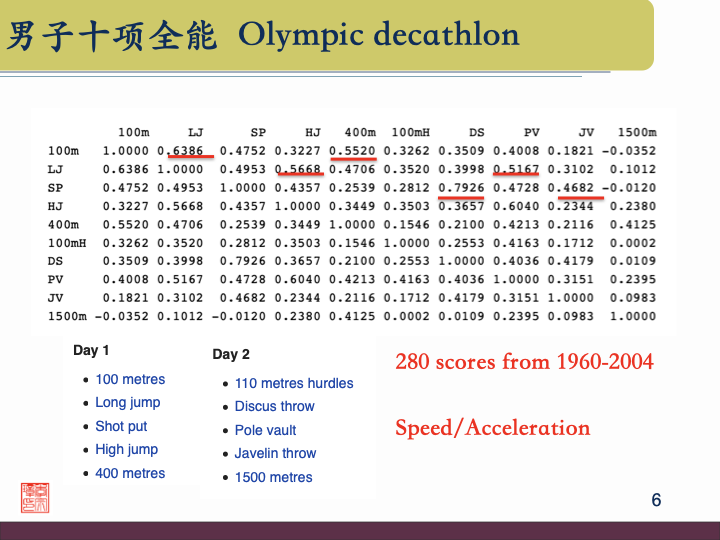 男子十项全能 Olympic decathlon
100m LJ SP HJ 400m 100mH DS PV JV 1500m
100m 1.0000 0.6386 0.4752 0.3227 0.5520 0.3262 0.3509 0.4008 0.1821 -0.0352
LJ 0.6386 1.0000 0.4953 0.5668 0.4706 0.3520 0.3998 0.5167 0.3102 0.1012
SP 0.4752 0.4953 1.0000 0.4357 0.2539 0.2812 0.7926 0.4728 0.4682 -0.0120
HJ 0.3227 0.5668 0.4357 1.0000 0.3449 0.3503 0.3657 0.6040 0.2344 0.2380
400m 0.5520 0.4706 0.2539 0.3449 1.0000 0.1546 0.2100 0.4213 0.2116 0.4125
100mH 0.3262 0.3520 0.2812 0.3503 0.1546 1.0000 0.2553 0.4163 0.1712 0.0002
DS 0.3509 0.3998 0.7926 0.3657 0.2100 0.2553 1.0000 0.4036 0.4179 0.0109
PV 0.4008 0.5167 0.4728 0.6040 0.4213 0.4163 0.4036 1.0000 0.3151 0.2395
JV 0.1821 0.3102 0.4682 0.2344 0.2116 0.1712 0.4179 0.3151 1.0000 0.0983
1500m -0.0352 0.1012 -0.0120 0.2380 0.4125 0.0002 0.0109 0.2395 0.0983 1.0000
Day 1
• 100 metres
• Long jump
• Shot put
• High jump
• 400 metres
Day 2
• 110 metres hurdles
• Discus throw
• Pole vault
• Javelin throw
• 1500 metres
280 scores from 1960-2004
Speed/Acceleration
6